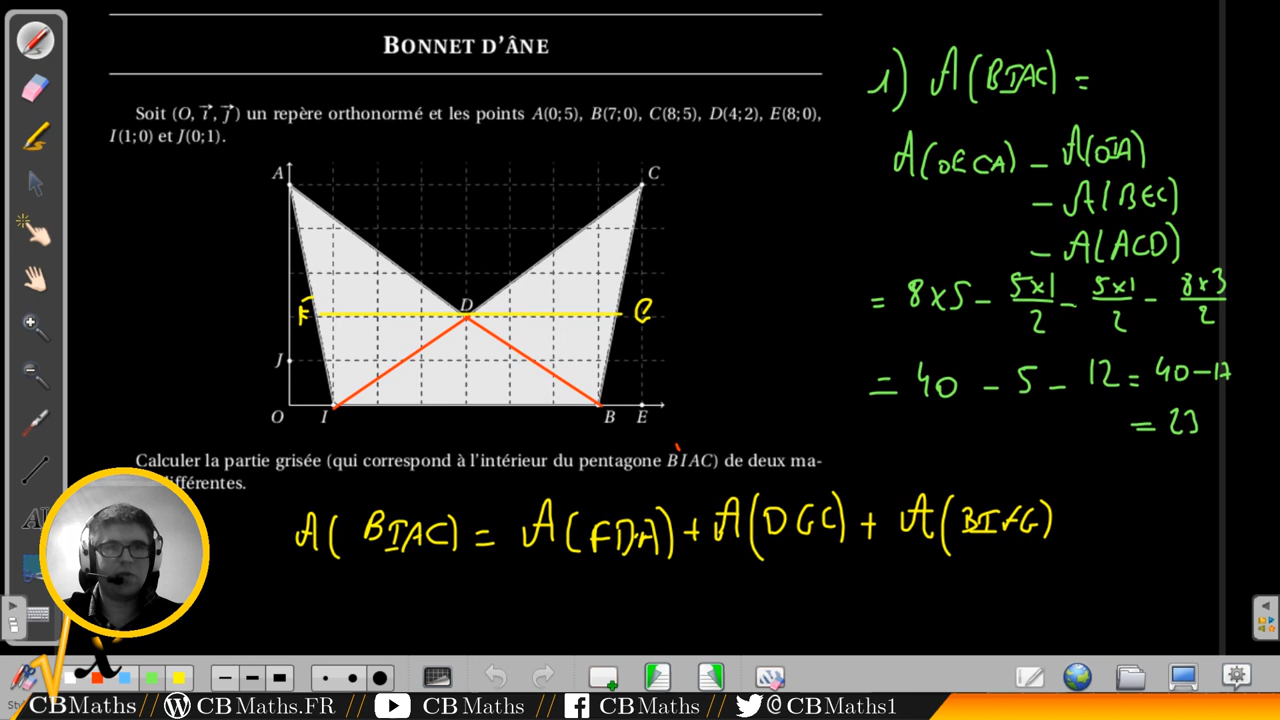 BONNET D'ÂNE
Soit (O, i⃗, j⃗) un repère orthonormé et les points A(0;5), B(7;0), C(8;5), D(4;2), E(8;0),
I(1;0) et J(0;1).
A
C
D
F
G
J
O
I
B
E
Calculer la partie grisée (qui correspond à l'intérieur du pentagone BIAC) de deux ma-
ifférentes.
A( BIAC) = A(FDA) + A(DGC) + A(BIFG)
1) A(BIAC) =
A(OECA) - A(OIA)
- A(BEC)
- A(ACD)
= 8×5 - 5×1/2 - 5×1/2 - 8×3/2
= 40 - 5 - 12 = 40 - 17
= 23
CBMaths // CBMaths.FR // CBMaths // CBMaths // @CBMaths1